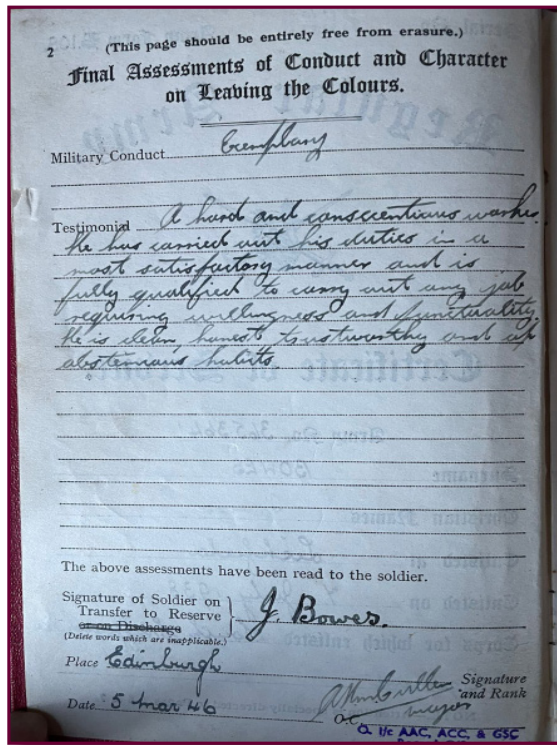 2
(This page should be entirely free from erasure.)
Final Assessments of Conduct and Character
on Leaving the Colours.
Military Conduct Exemplary
Testimonial A hard and conscientious worker.
He has carried out his duties in a
most satisfactory manner and is
fully qualified to carry out any job
requiring willingness and punctuality.
He is clean, honest, trustworthy and of
abstemious habits.
The above assessments have been read to the soldier.
Signature of Soldier on
Transfer to Reserve
or on Discharge
(Delete words which are inapplicable.)
J. Bowes.
Place Edinburgh
Signature
and Rank
Major
Date 5 Mar 46
O. i/c AAC, ACC, & GSC